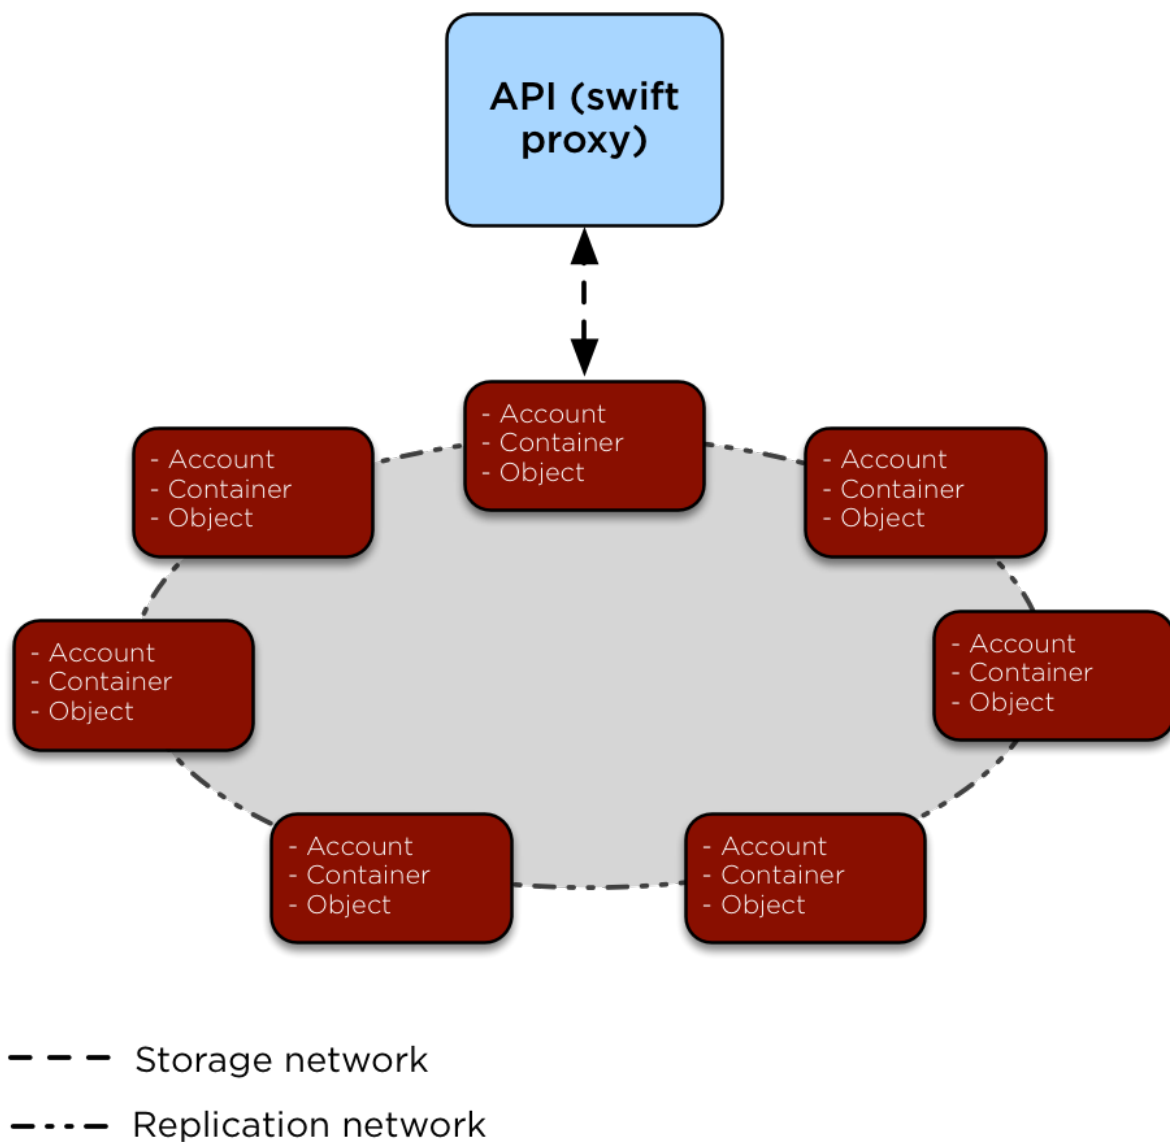 API (swift
proxy)
- Account
- Container
- Object
- Account
- Container
- Object
- Account
- Container
- Object
- Account
- Container
- Object
- Account
- Container
- Object
- Account
- Container
- Object
- Account
- Container
- Object
Storage network
Replication network